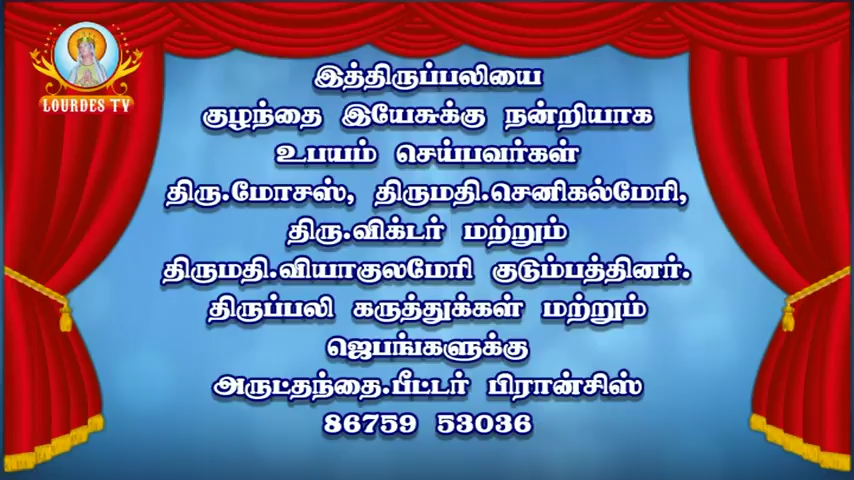 LOURDES TV
இத்திருப்பலியை
குழந்தை இயேசுக்கு நன்றியாக
உபயம் செய்பவர்கள்
திரு.மோசஸ், திருமதி.செனிகல்மேரி,
திரு.விக்டர் மற்றும்
திருமதி.வியாகுலமேரி குடும்பத்தினர்.
திருப்பலி கருத்துக்கள் மற்றும்
ஜெபங்களுக்கு
அருட்தந்தை.பீட்டர் பிரான்சிஸ்
86759 53036